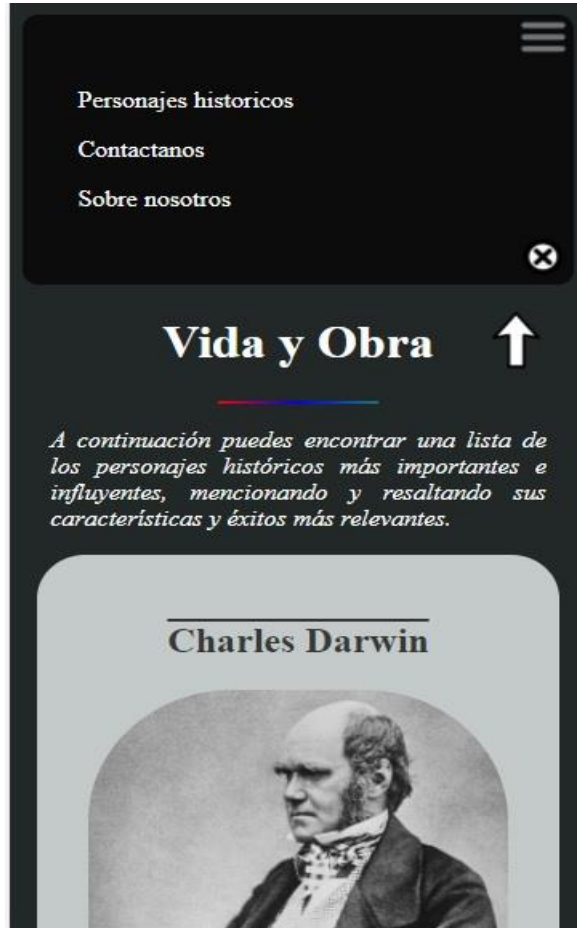 Personajes historicos
Contactanos
Sobre nosotros
Vida y Obra
A continuación puedes encontrar una lista de
los personajes históricos más importantes e
influyentes, mencionando y resaltando sus
características y éxitos más relevantes.
Charles Darwin